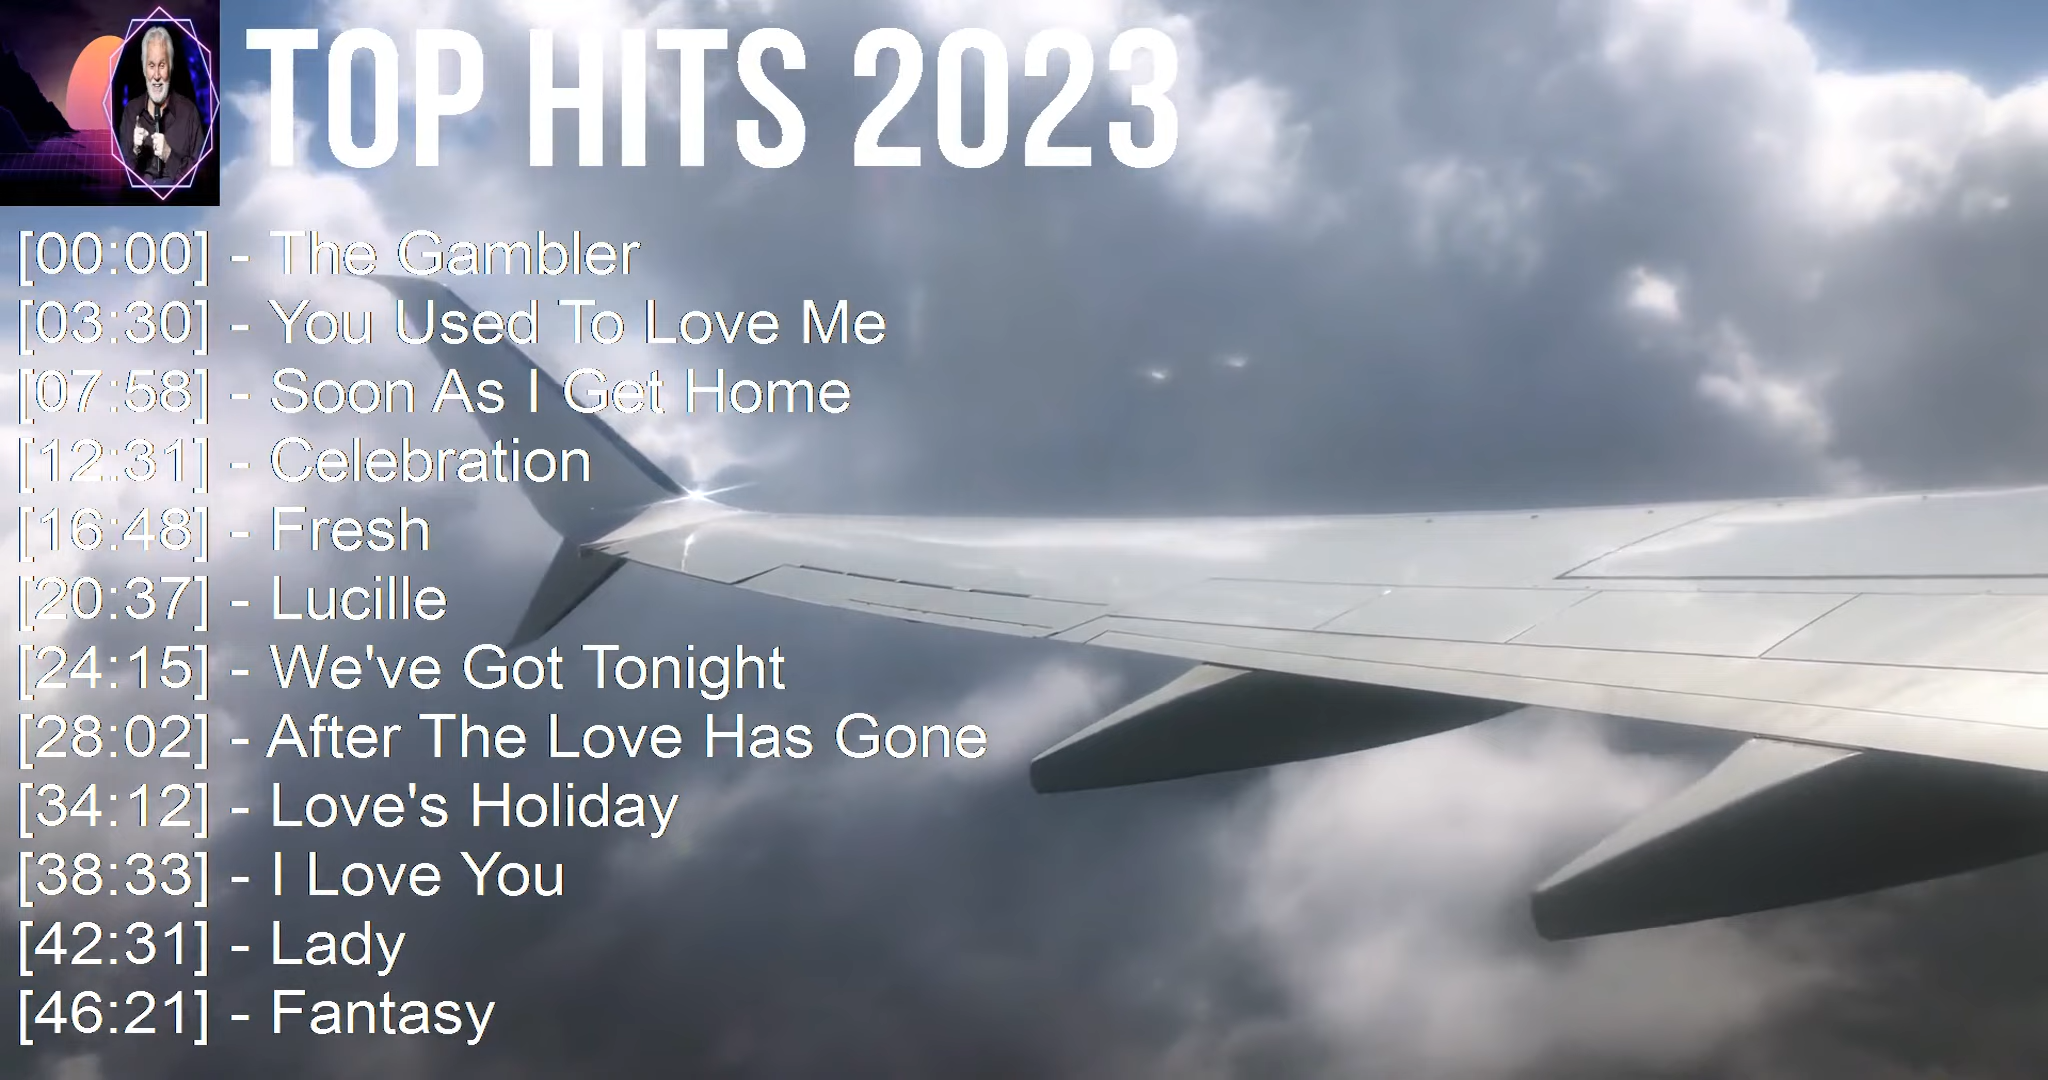 TOP HITS 2023
[00:00] - The Gambler
[03:30] - You Used To Love Me
[07:58] - Soon As I Get Home
[12:31] - Celebration
[16:48] - Fresh
[20:37] - Lucille
[24:15] - We've Got Tonight
[28:02] - After The Love Has Gone
[34:12] - Love's Holiday
[38:33] - I Love You
[42:31] - Lady
[46:21] - Fantasy